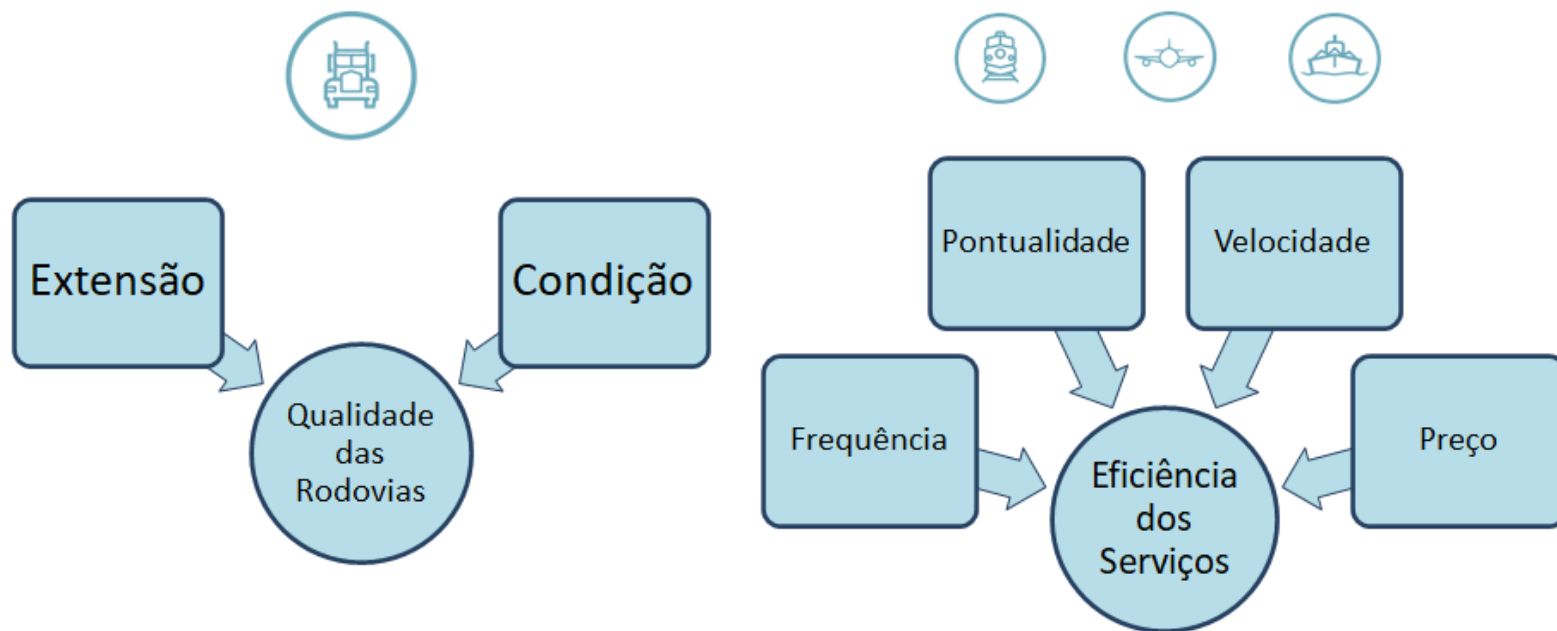 Extensão
Condição
Qualidade
das
Rodovias
Pontualidade
Velocidade
Frequência
Preço
Eficiência
dos
Serviços